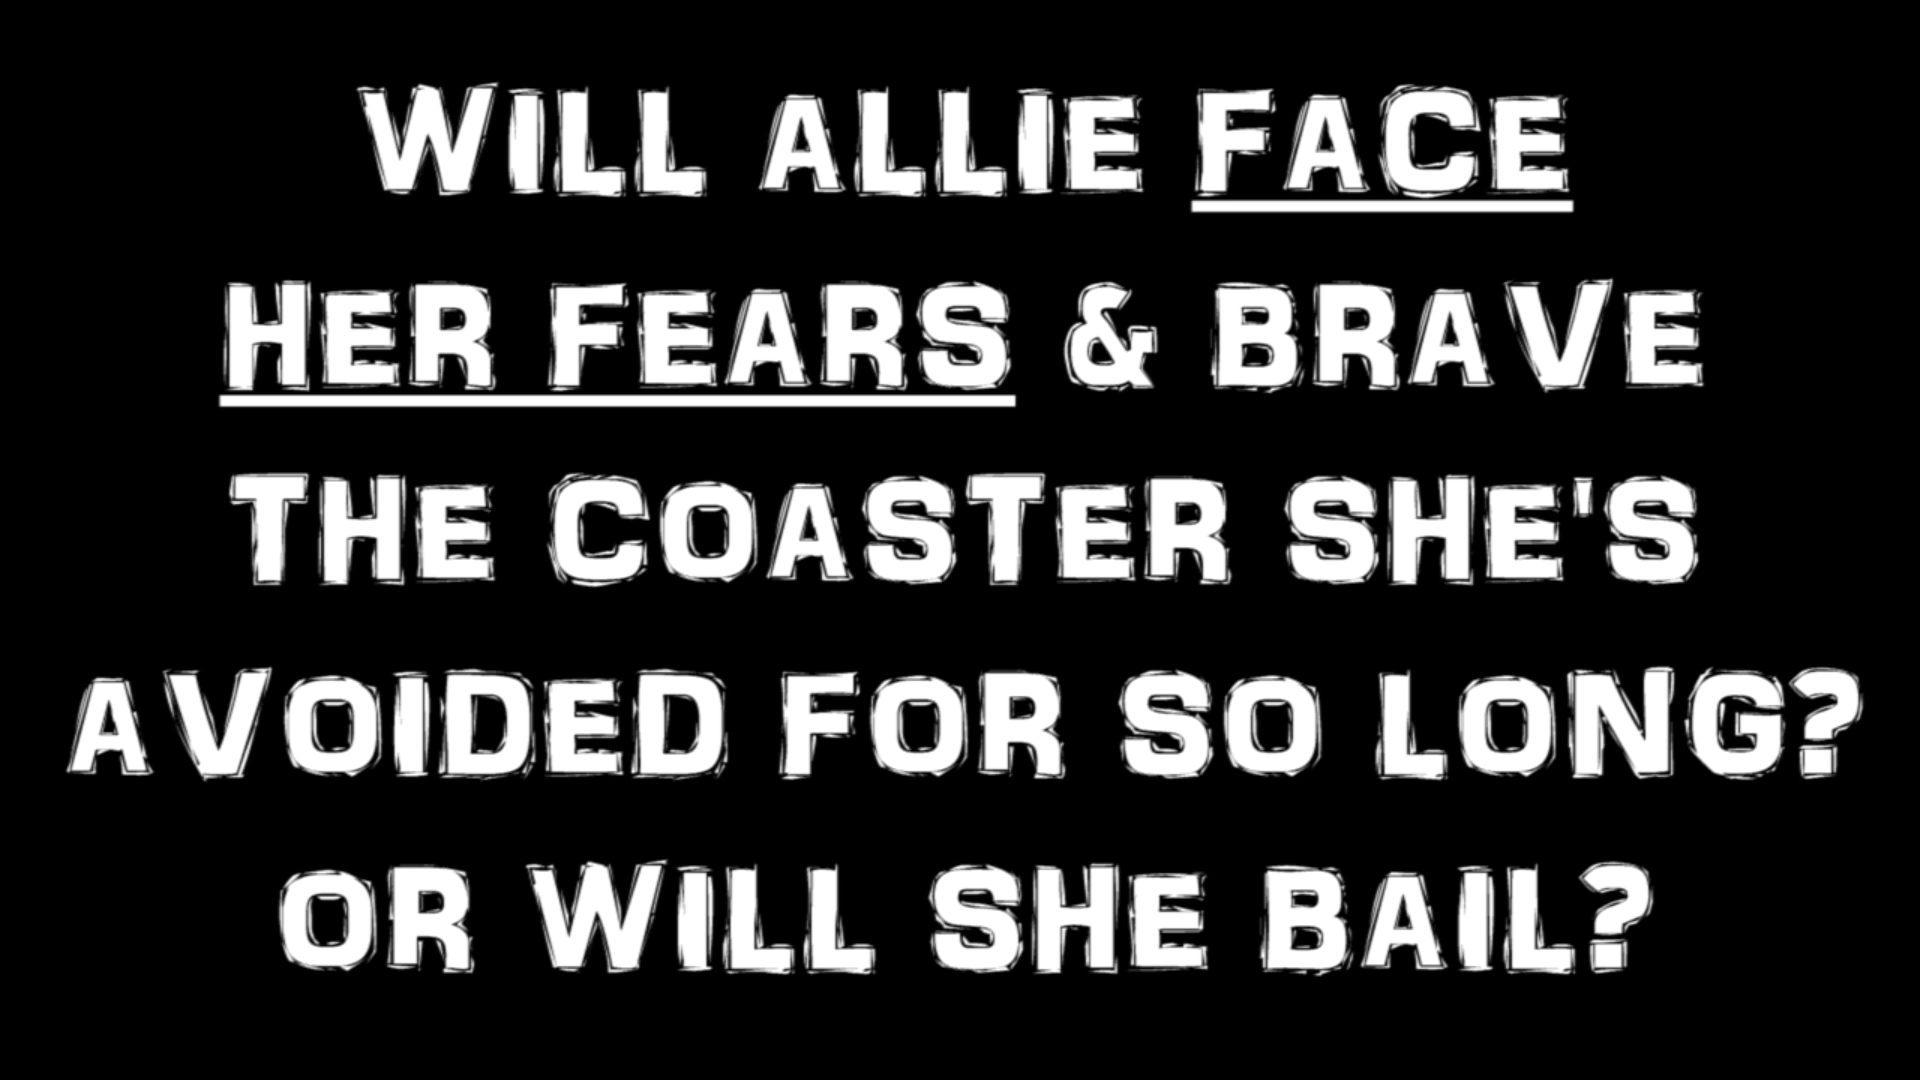 WILL ALLIE FACE
HER FEARS & BRAVE
THE COASTER SHE'S
AVOIDED FOR SO LONG?
OR WILL SHE BAIL?